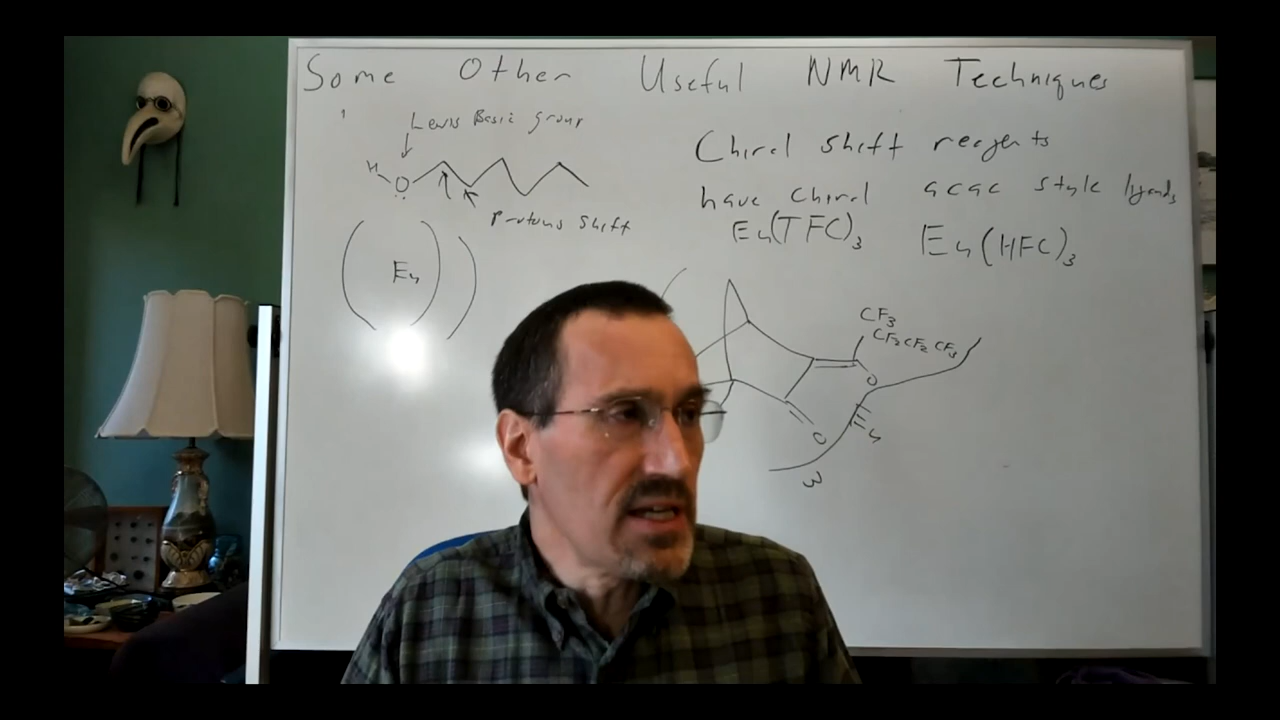 Some Other Useful NMR Techniques
Lewis Basic group
H
O
Protons Shift
Eu
Chiral shift reagents
have chiral acac style ligands
Eu(TFC)3 Eu(HFC)3
CF3
CF2CF2CF3
O
Eu
O
3